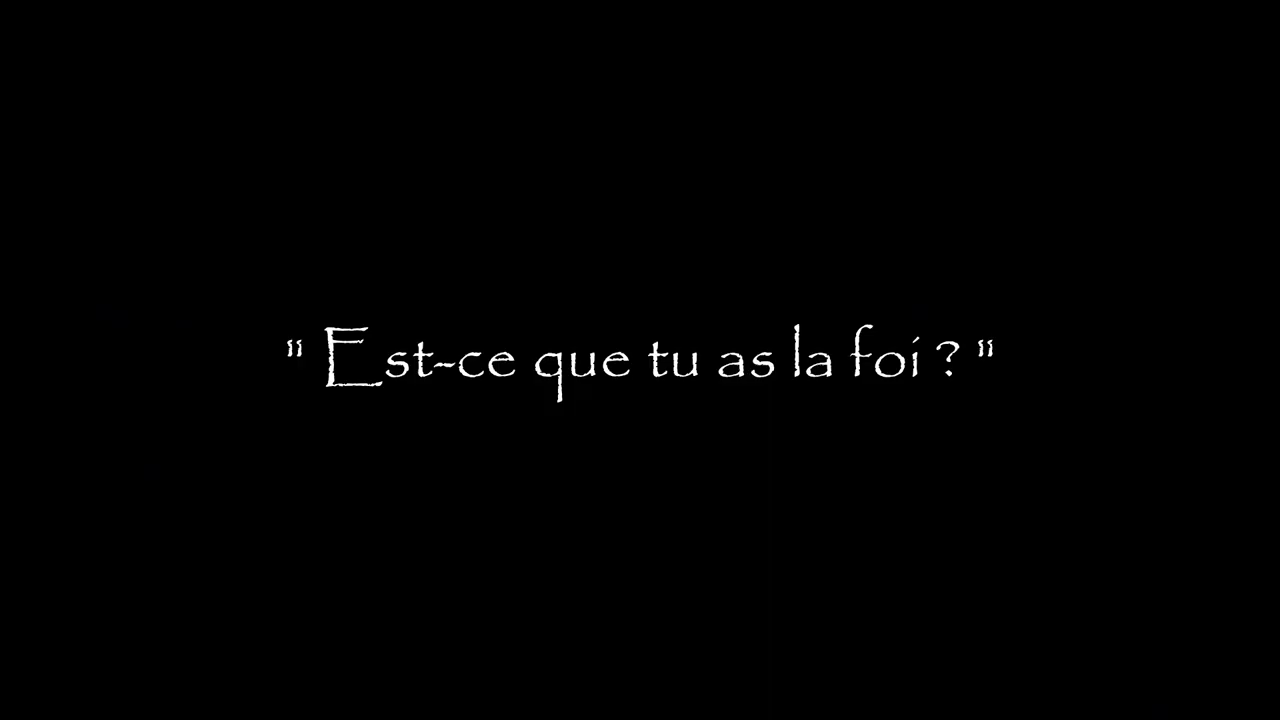 " Est-ce que tu as la foi ? "